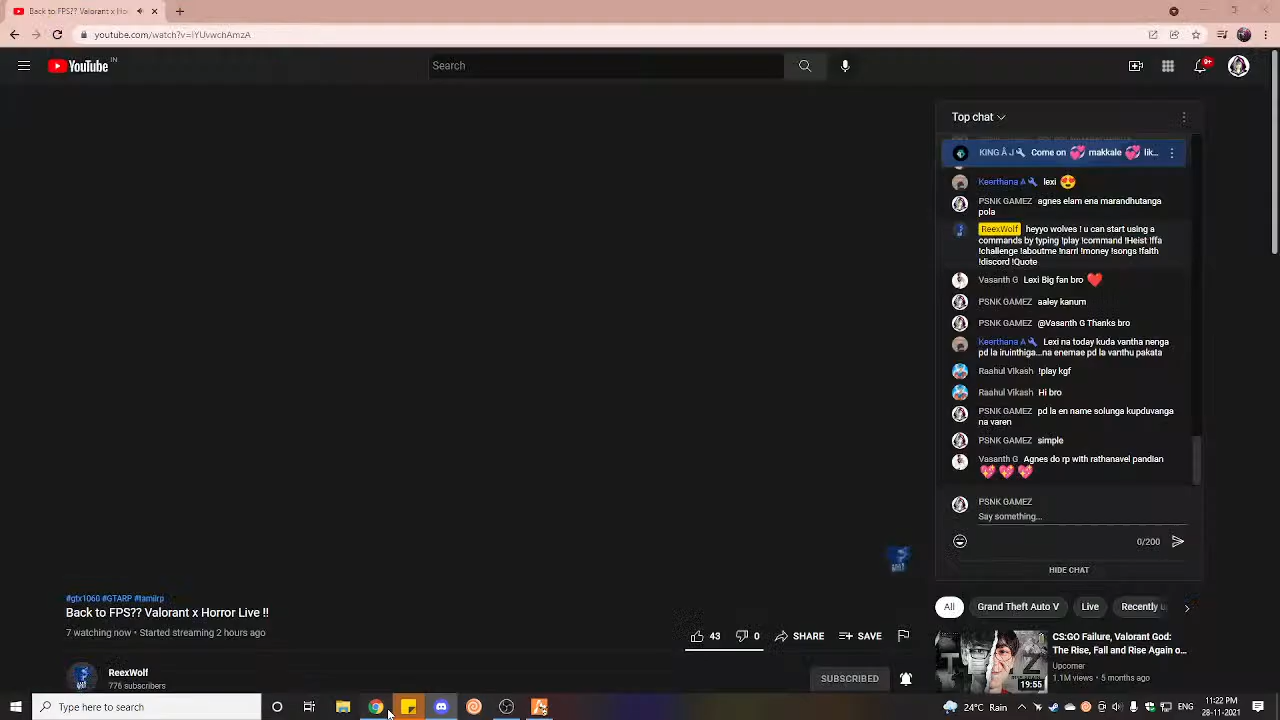 Back to FPS?? Valorant x Ho
youtube.com/watch?v=IYUvwchAmzA
YouTube IN
Search
9+
Top chat
KING Â J Come on makkale lik...
Keerthana A lexi
PSNK GAMEZ agnes elam ena marandhutanga
pola
ReexWolf heyyo wolves ! u can start using a
commands by typing !play !command !Heist !ffa
!challenge !aboutme !narri !money !songs !faith
!discord !Quote
Vasanth G Lexi Big fan bro
PSNK GAMEZ aaley kanum
PSNK GAMEZ @Vasanth G Thanks bro
Keerthana A Lexi na today kuda vantha nenga
pd la iruinthiga...na enemae pd la vanthu pakata
Raahul Vikash !play kgf
Raahul Vikash Hi bro
PSNK GAMEZ pd la en name solunga kupduvanga
na varen
PSNK GAMEZ simple
Vasanth G Agnes do rp with rathanavel pandian
PSNK GAMEZ
Say something...
0/200
HIDE CHAT
#gtx1060 #GTARP #tamilrp
Back to FPS?? Valorant x Horror Live !!
7 watching now • Started streaming 2 hours ago
43 0 SHARE SAVE
ReexWolf
776 subscribers
SUBSCRIBED
All Grand Theft Auto V Live Recently u
CS:GO Failure, Valorant God:
The Rise, Fall and Rise Again o...
Upcomer
1.1M views • 5 months ago
19:55
Type here to search
24°C Rain
11:22 PM
28-11-2021